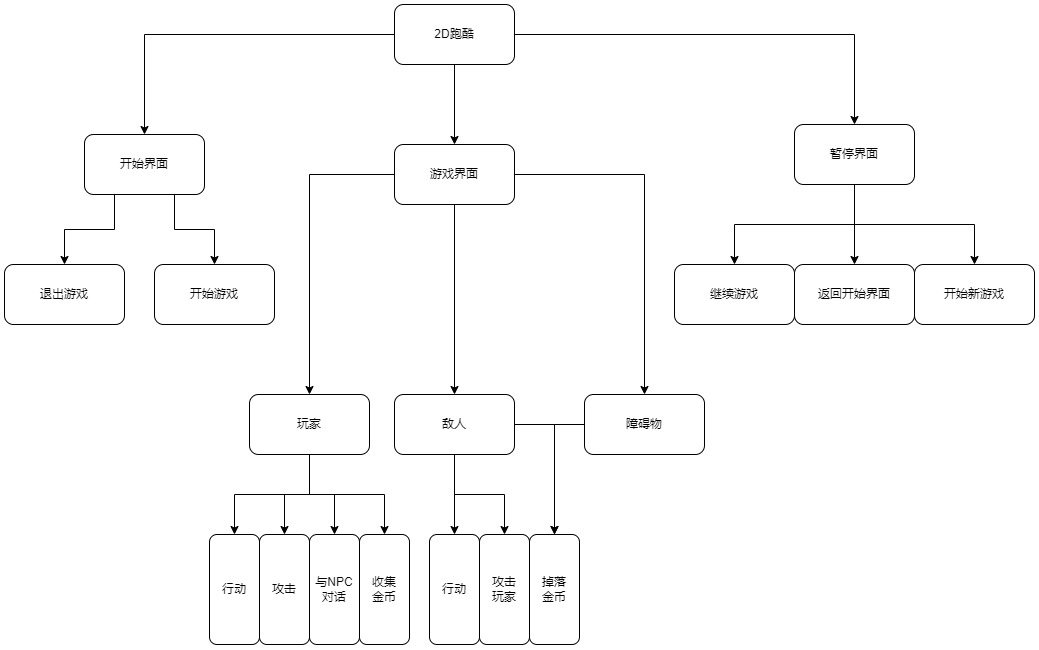 2D跑酷
开始界面
游戏界面
暂停界面
退出游戏
开始游戏
继续游戏
返回开始界面
开始新游戏
玩家
敌人
障碍物
行动
攻击
与NPC
对话
收集
金币
行动
攻击
玩家
掉落
金币